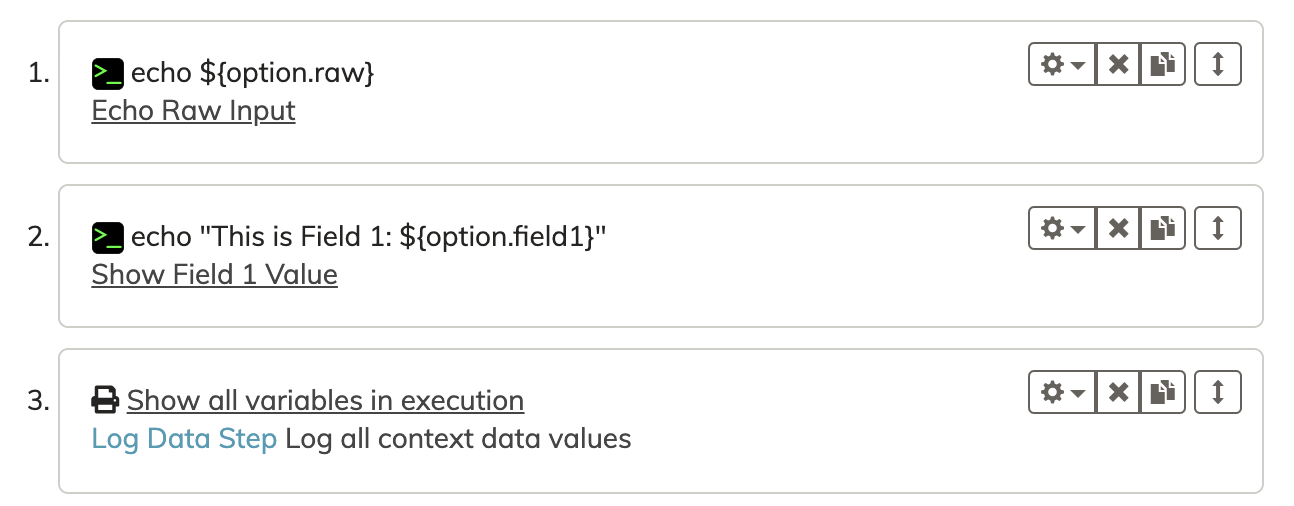 1.
>_ echo ${option.raw}
Echo Raw Input
2.
>_ echo "This is Field 1: ${option.field1}"
Show Field 1 Value
3.
Show all variables in execution
Log Data Step Log all context data values